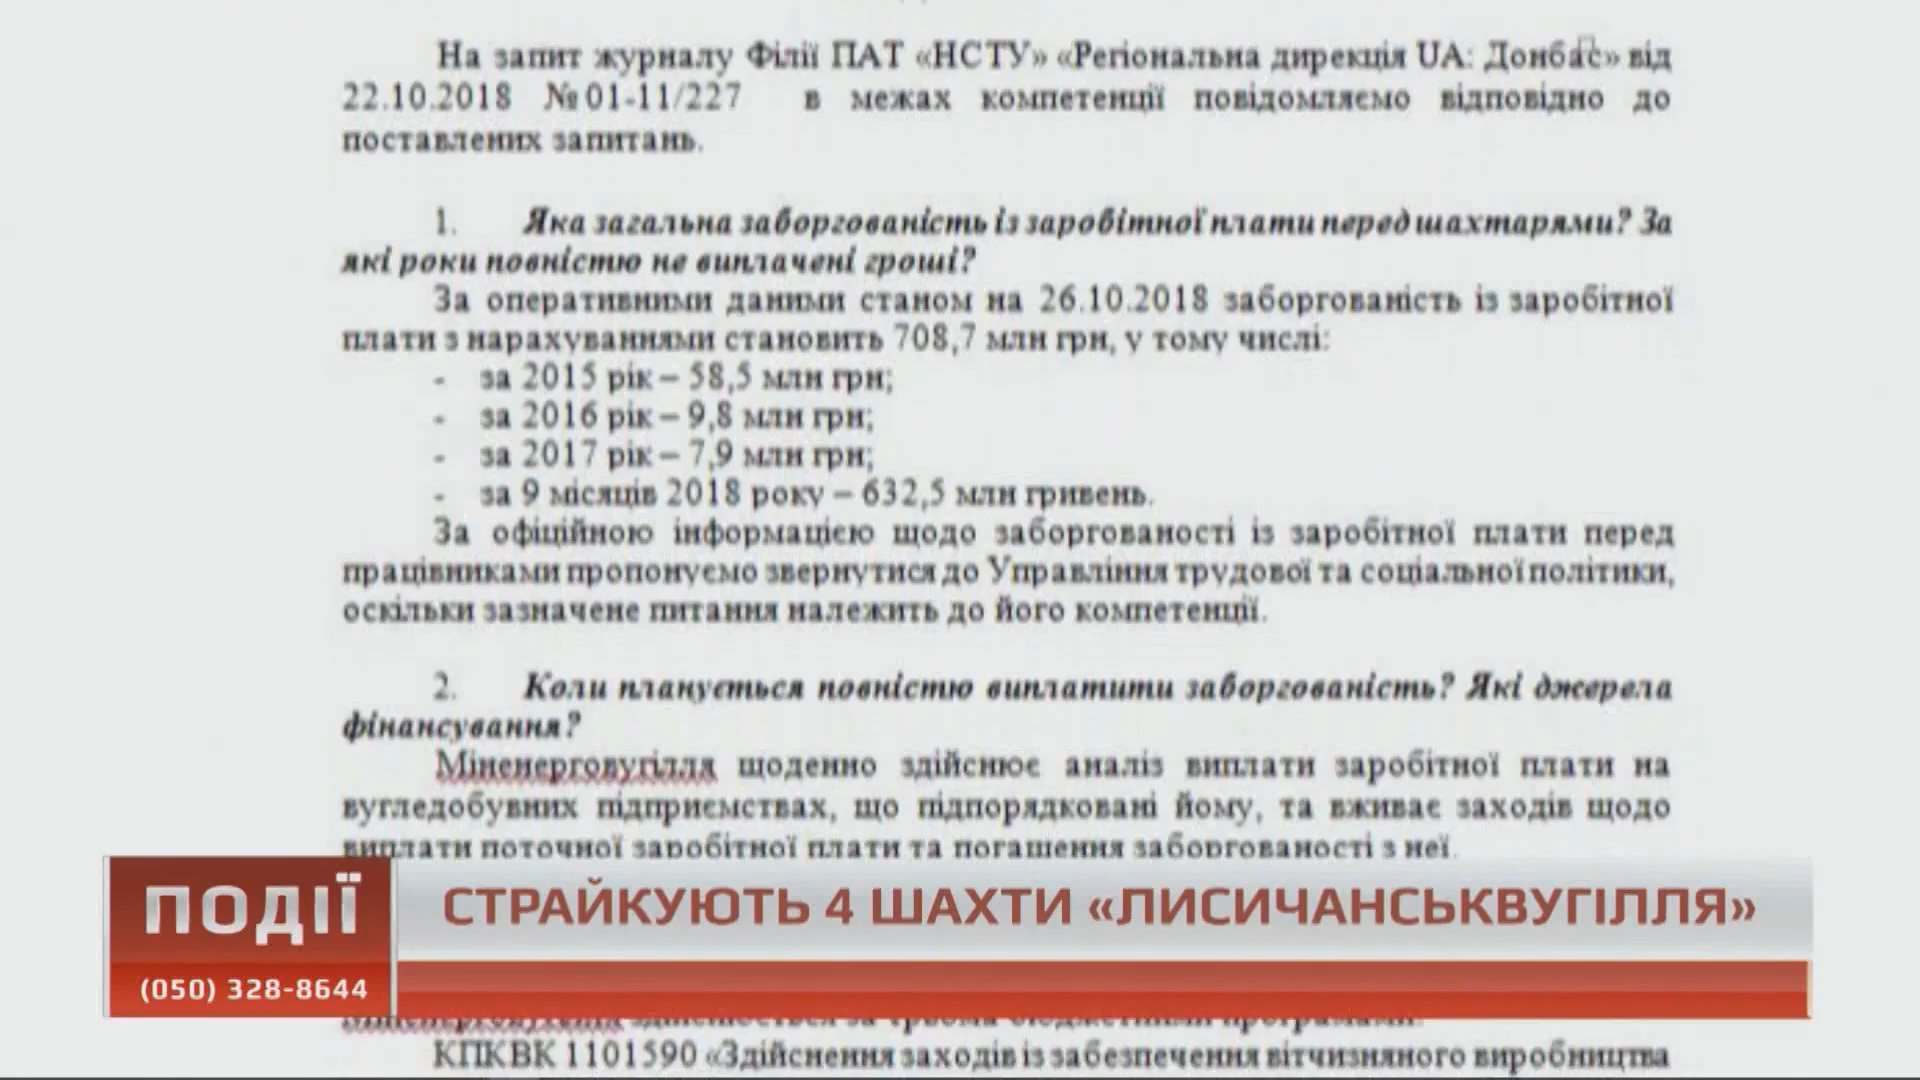 На запит журналу Філії ПАТ «НСТУ» «Регіональна дирекція UA: Донбас» від
22.10.2018 №01-11/227 в межах компетенції повідомляємо відповідно до
поставлених запитань.
1. Яка загальна заборгованість із заробітної плати перед шахтарями? За
які роки повністю не виплачені гроші?
За оперативними даними станом на 26.10.2018 заборгованість із заробітної
плати з нарахуваннями становить 708,7 млн грн, у тому числі:
- за 2015 рік – 58,5 млн грн;
- за 2016 рік – 9,8 млн грн;
- за 2017 рік – 7,9 млн грн;
- за 9 місяців 2018 року – 632,5 млн гривень.
За офіційною інформацією щодо заборгованості із заробітної плати перед
працівниками пропонуємо звернутися до Управління трудової та соціальної політики,
оскільки зазначене питання належить до його компетенції.
2. Коли планується повністю виплатити заборгованість? Які джерела
фінансування?
Міненерговугілля щоденно здійснює аналіз виплати заробітної плати на
вугледобувних підприємствах, що підпорядковані йому, та вживає заходів щодо
виплати поточної заробітної плати та погашення заборгованості з неї.
ПОДІЇ
СТРАЙКУЮТЬ 4 ШАХТИ «ЛИСИЧАНСЬКВУГІЛЛЯ»
(050) 328-8644
КПКВК 1101590 «Здійснення заходів із забезпечення вітчизняного виробництва